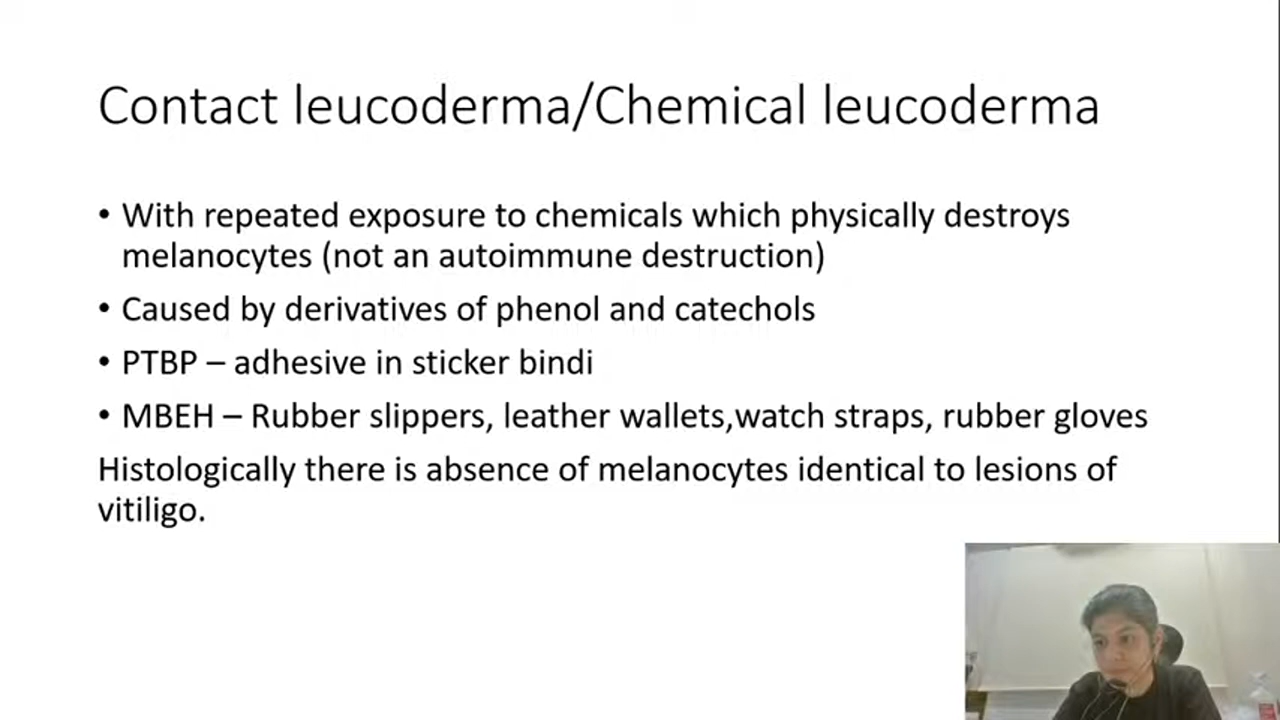 Contact leucoderma/Chemical leucoderma
• With repeated exposure to chemicals which physically destroys
melanocytes (not an autoimmune destruction)
• Caused by derivatives of phenol and catechols
• PTBP – adhesive in sticker bindi
• MBEH – Rubber slippers, leather wallets,watch straps, rubber gloves
Histologically there is absence of melanocytes identical to lesions of
vitiligo.